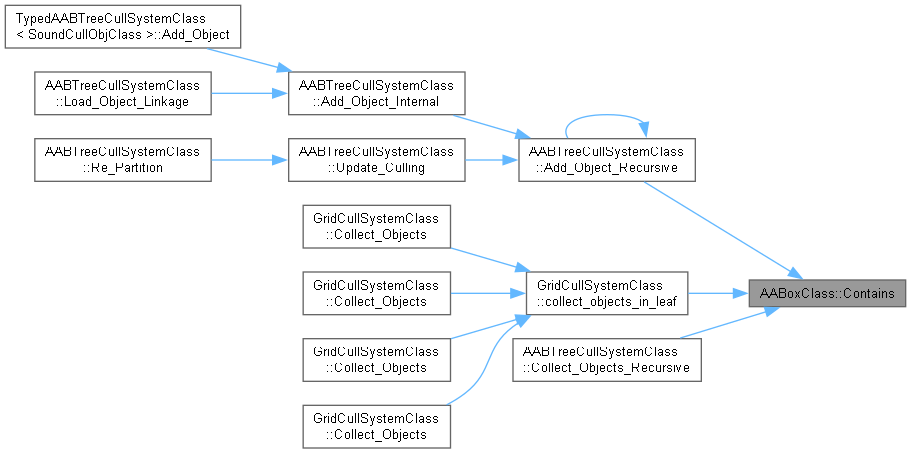 TypedAABTreeCullSystemClass
< SoundCullObjClass >::Add_Object
AABTreeCullSystemClass
::Load_Object_Linkage
AABTreeCullSystemClass
::Add_Object_Internal
AABTreeCullSystemClass
::Re_Partition
AABTreeCullSystemClass
::Update_Culling
AABTreeCullSystemClass
::Add_Object_Recursive
GridCullSystemClass
::Collect_Objects
GridCullSystemClass
::Collect_Objects
GridCullSystemClass
::collect_objects_in_leaf
AABoxClass::Contains
GridCullSystemClass
::Collect_Objects
AABTreeCullSystemClass
::Collect_Objects_Recursive
GridCullSystemClass
::Collect_Objects